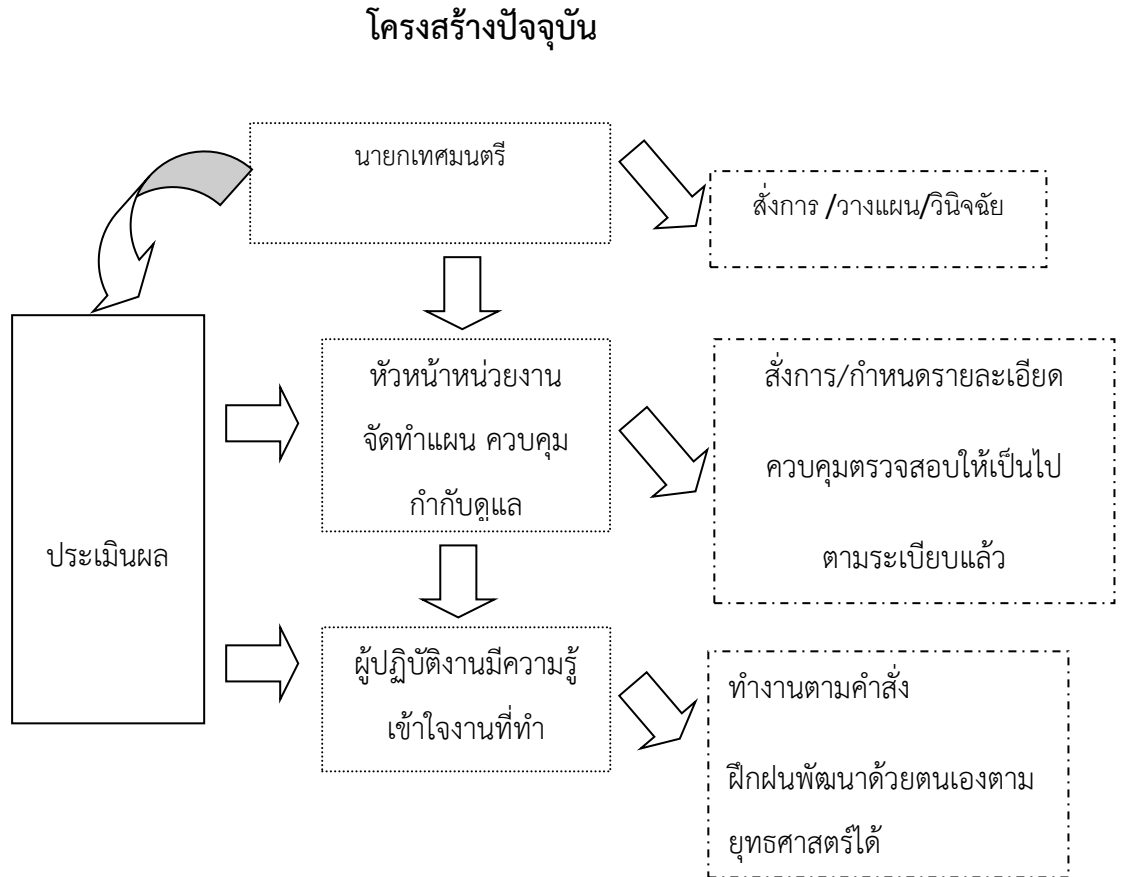 โครงสร้างปัจจุบัน
นายกเทศมนตรี
สั่งการ /วางแผน/วินิจฉัย
หัวหน้าหน่วยงาน
จัดทำแผน ควบคุม
กำกับดูแล
สั่งการ/กำหนดรายละเอียด
ควบคุมตรวจสอบให้เป็นไป
ตามระเบียบแล้ว
ประเมินผล
ผู้ปฏิบัติงานมีความรู้
เข้าใจงานที่ทำ
ทำงานตามคำสั่ง
ฝึกฝนพัฒนาด้วยตนเองตาม
ยุทธศาสตร์ได้